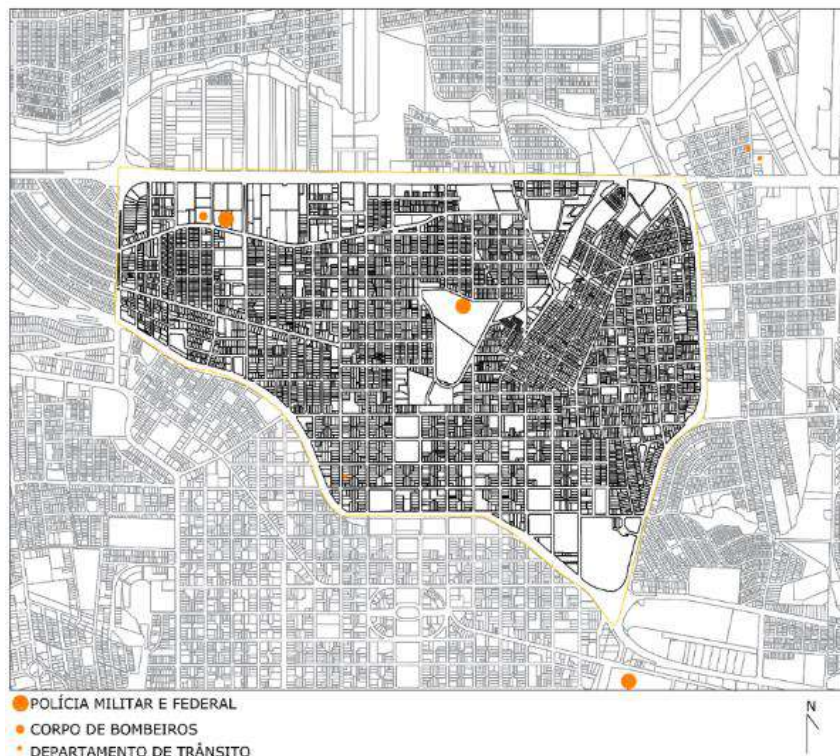 N
POLÍCIA MILITAR E FEDERAL
CORPO DE BOMBEIROS
DEPARTAMENTO DE TRÂNSITO